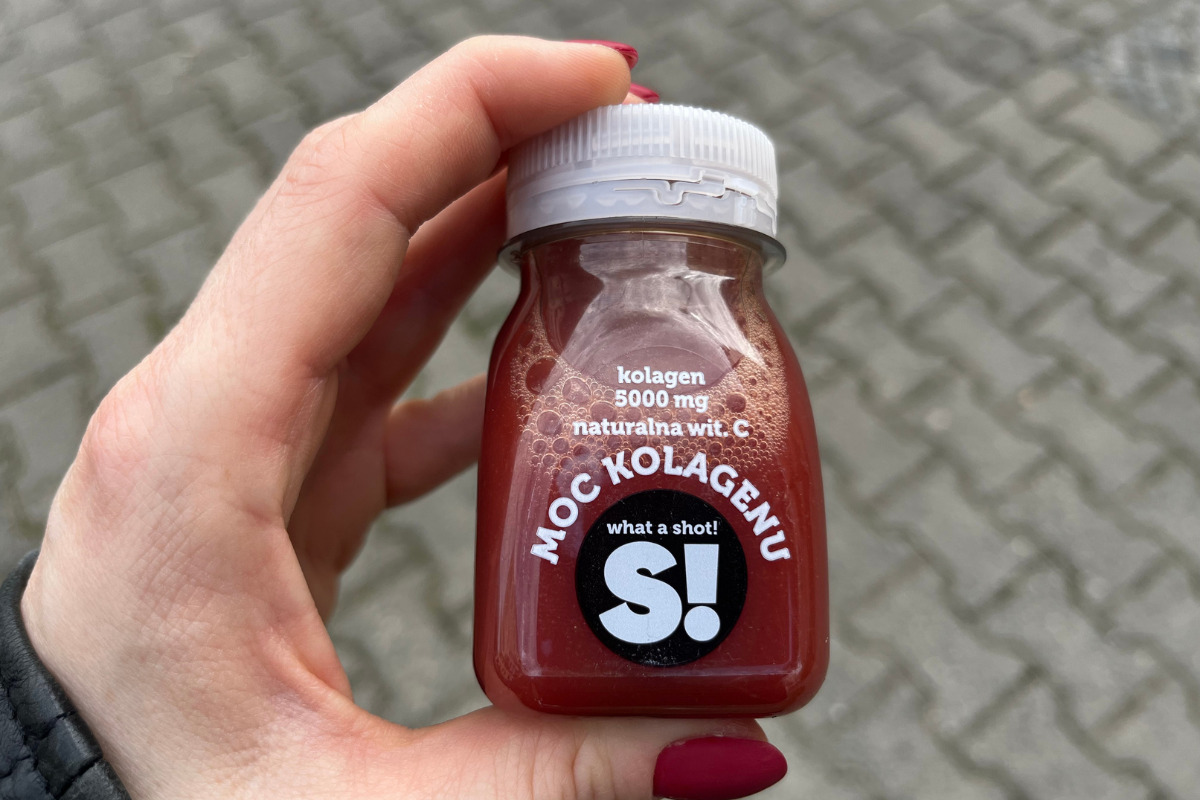 kolagen
5000 mg
naturalna wit. C
MOC KOLAGENU
what a shot!
S!